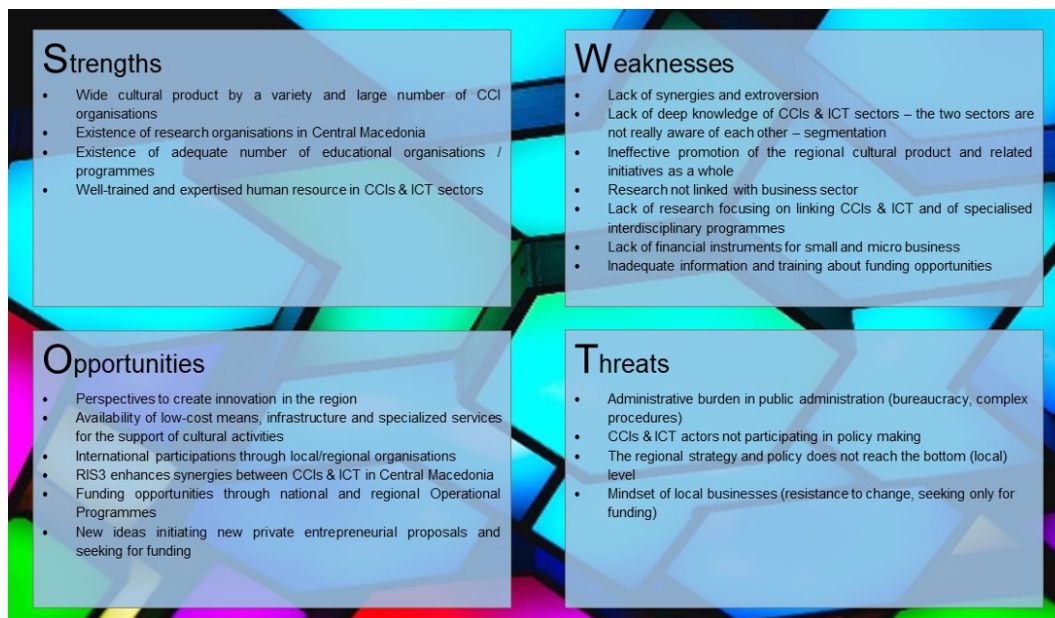 Strengths
• Wide cultural product by a variety and large number of CCI
organisations
• Existence of research organisations in Central Macedonia
• Existence of adequate number of educational organisations /
programmes
• Well-trained and expertised human resource in CCIs & ICT sectors
Weaknesses
• Lack of synergies and extroversion
• Lack of deep knowledge of CCIs & ICT sectors – the two sectors are
not really aware of each other – segmentation
• Ineffective promotion of the regional cultural product and related
initiatives as a whole
• Research not linked with business sector
• Lack of research focusing on linking CCIs & ICT and of specialised
interdisciplinary programmes
• Lack of financial instruments for small and micro business
• Inadequate information and training about funding opportunities
Opportunities
• Perspectives to create innovation in the region
• Availability of low-cost means, infrastructure and specialized services
for the support of cultural activities
• International participations through local/regional organisations
• RIS3 enhances synergies between CCIs & ICT in Central Macedonia
• Funding opportunities through national and regional Operational
Programmes
• New ideas initiating new private entrepreneurial proposals and
seeking for funding
Threats
• Administrative burden in public administration (bureaucracy, complex
procedures)
• CCIs & ICT actors not participating in policy making
• The regional strategy and policy does not reach the bottom (local)
level
• Mindset of local businesses (resistance to change, seeking only for
funding)